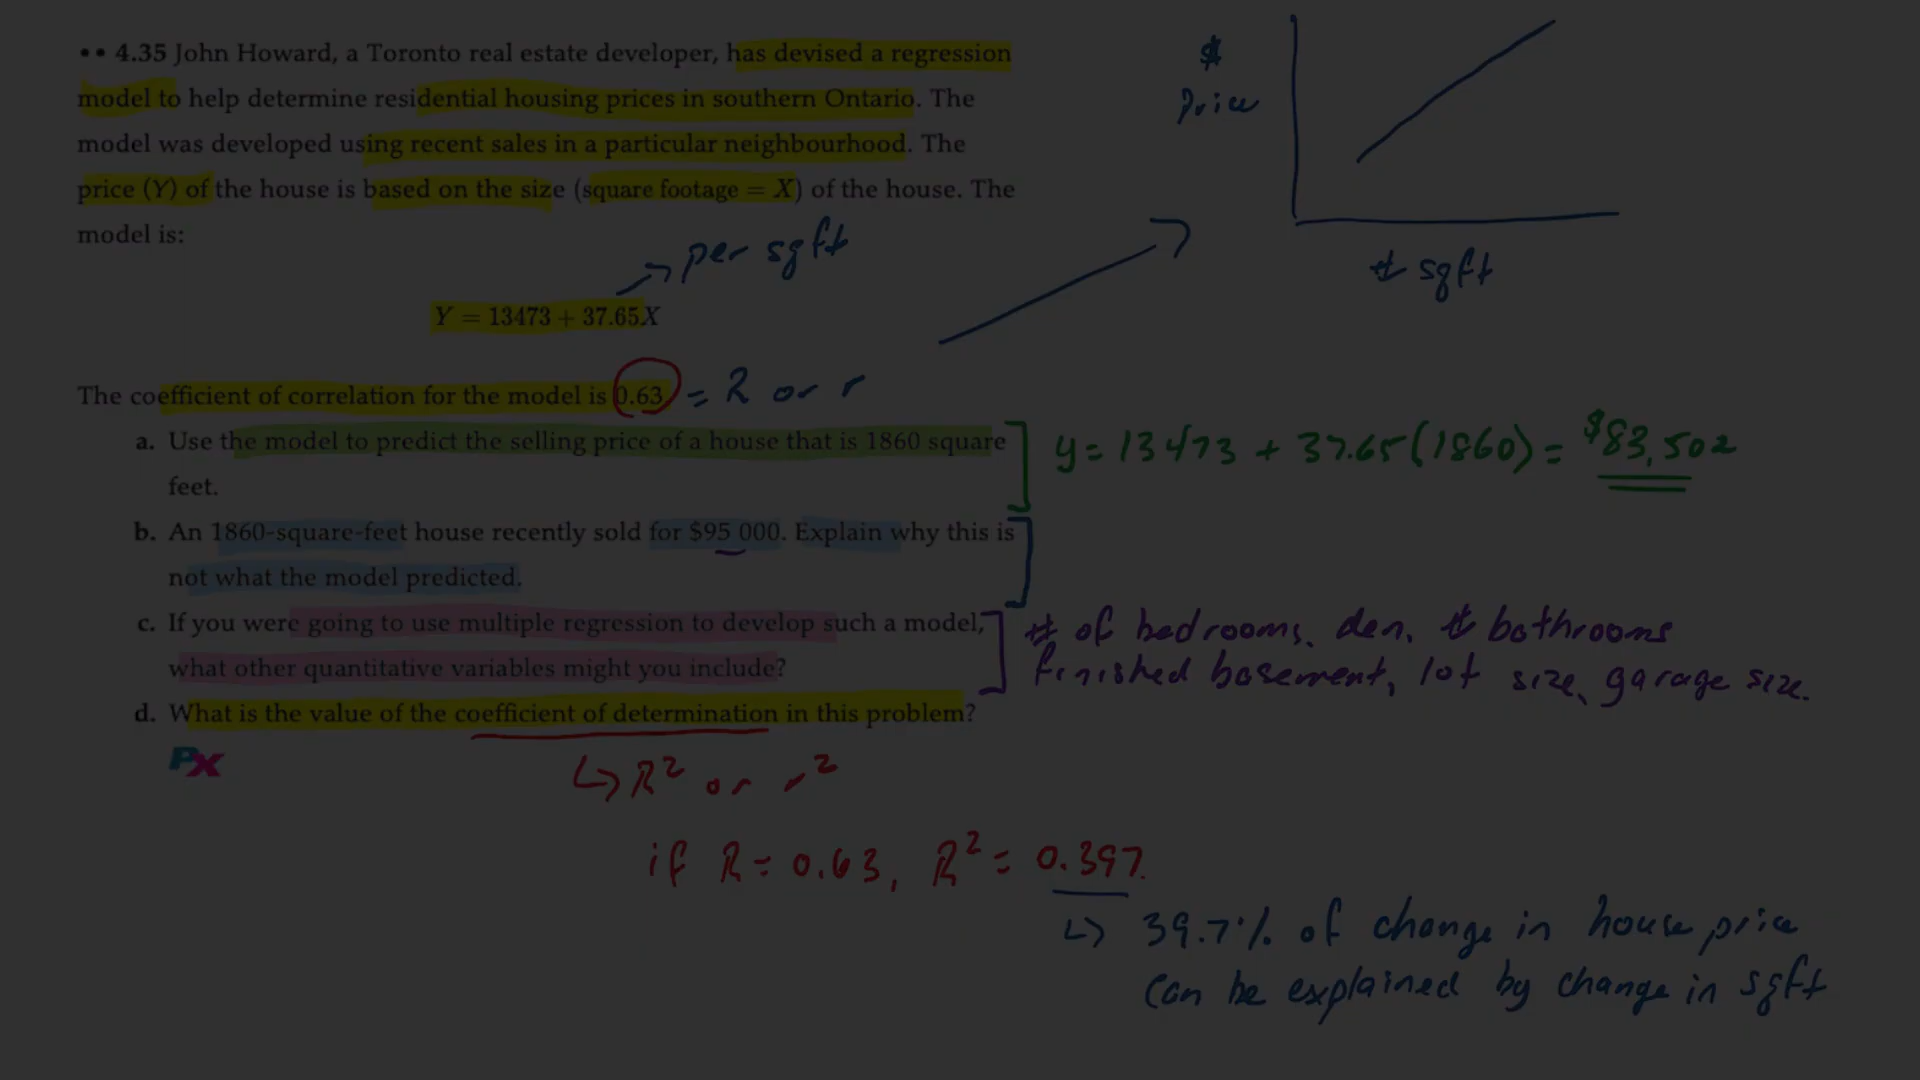 •• 4.35 John Howard, a Toronto real estate developer, has devised a regression
model to help determine residential housing prices in southern Ontario. The
model was developed using recent sales in a particular neighbourhood. The
price (Y) of the house is based on the size (square footage = X) of the house. The
model is:
$
Price
# sqft
→ per sqft
Y = 13473 + 37.65X
The coefficient of correlation for the model is 0.63 = R or r
a. Use the model to predict the selling price of a house that is 1860 square
feet.
y = 13473 + 37.65(1860) = $83,502
b. An 1860-square-feet house recently sold for $95 000. Explain why this is
not what the model predicted.
c. If you were going to use multiple regression to develop such a model,
what other quantitative variables might you include?
# of bedrooms, den, # bathrooms
finished basement, lot size, garage size.
d. What is the value of the coefficient of determination in this problem?
PX
↳ R² or r²
if R = 0.63, R² = 0.397.
↳ 39.7% of change in house price
can be explained by change in sqft